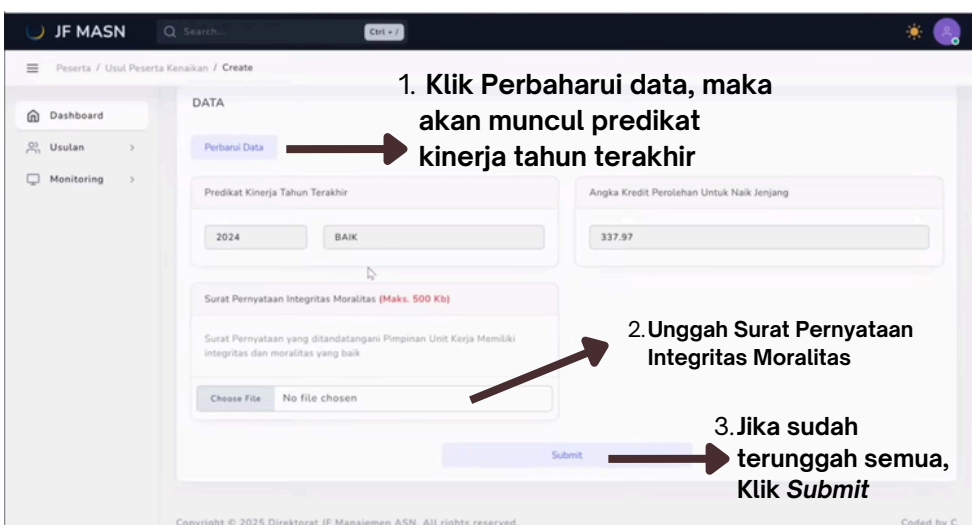 JF MASN
Search...
Ctrl + /
Peserta / Usul Peserta Kenaikan / Create
1. Klik Perbaharui data, maka
akan muncul predikat
kinerja tahun terakhir
Dashboard
Usulan
Monitoring
DATA
Perbarui Data
Predikat Kinerja Tahun Terakhir
Angka Kredit Perolehan Untuk Naik Jenjang
2024
BAIK
337.97
Surat Pernyataan Integritas Moralitas (Maks. 500 Kb)
Surat Pernyataan yang ditandatangani Pimpinan Unit Kerja Memiliki
integritas dan moralitas yang baik
2. Unggah Surat Pernyataan
Integritas Moralitas
Choose File No file chosen
3. Jika sudah
terunggah semua,
Klik Submit
Submit
Copyright © 2025 Direktorat JF Manajemen ASN. All rights reserved.
Coded by C